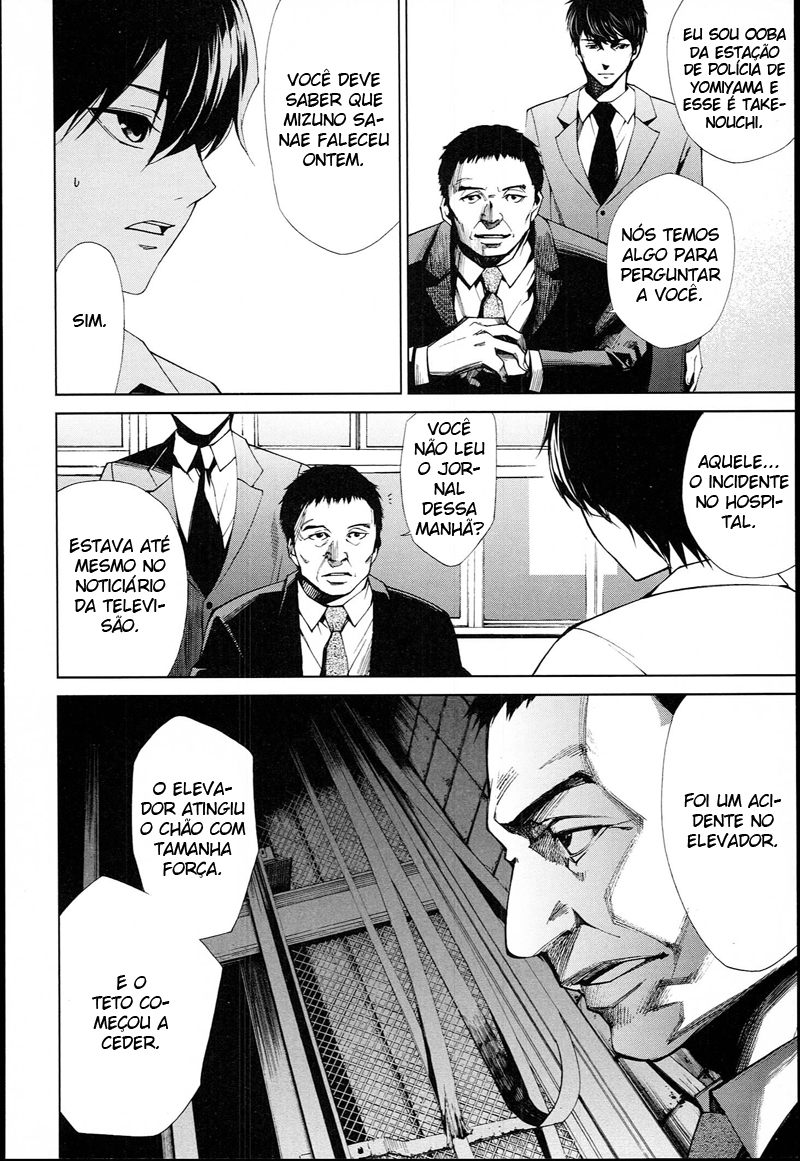 EU SOU OOBA
DA ESTAÇÃO
DE POLÍCIA DE
YOMIYAMA E
ESSE É TAKE-
NOUCHI.
NÓS TEMOS
ALGO PARA
PERGUNTAR
A VOCÊ.
VOCÊ DEVE
SABER QUE
MIZUNO SA-
NAE FALECEU
ONTEM.
SIM.
AQUELE...
O INCIDENTE
NO HOSPI-
TAL.
VOCÊ
NÃO LEU
O JOR-
NAL
DESSA
MANHÃ?
ESTAVA ATÉ
MESMO NO
NOTICIÁRIO
DA TELEVI-
SÃO.
FOI UM ACI-
DENTE NO
ELEVADOR.
O ELEVA-
DOR ATINGIU
O CHÃO COM
TAMANHA
FORÇA.
E O
TETO CO-
MEÇOU A
CEDER.